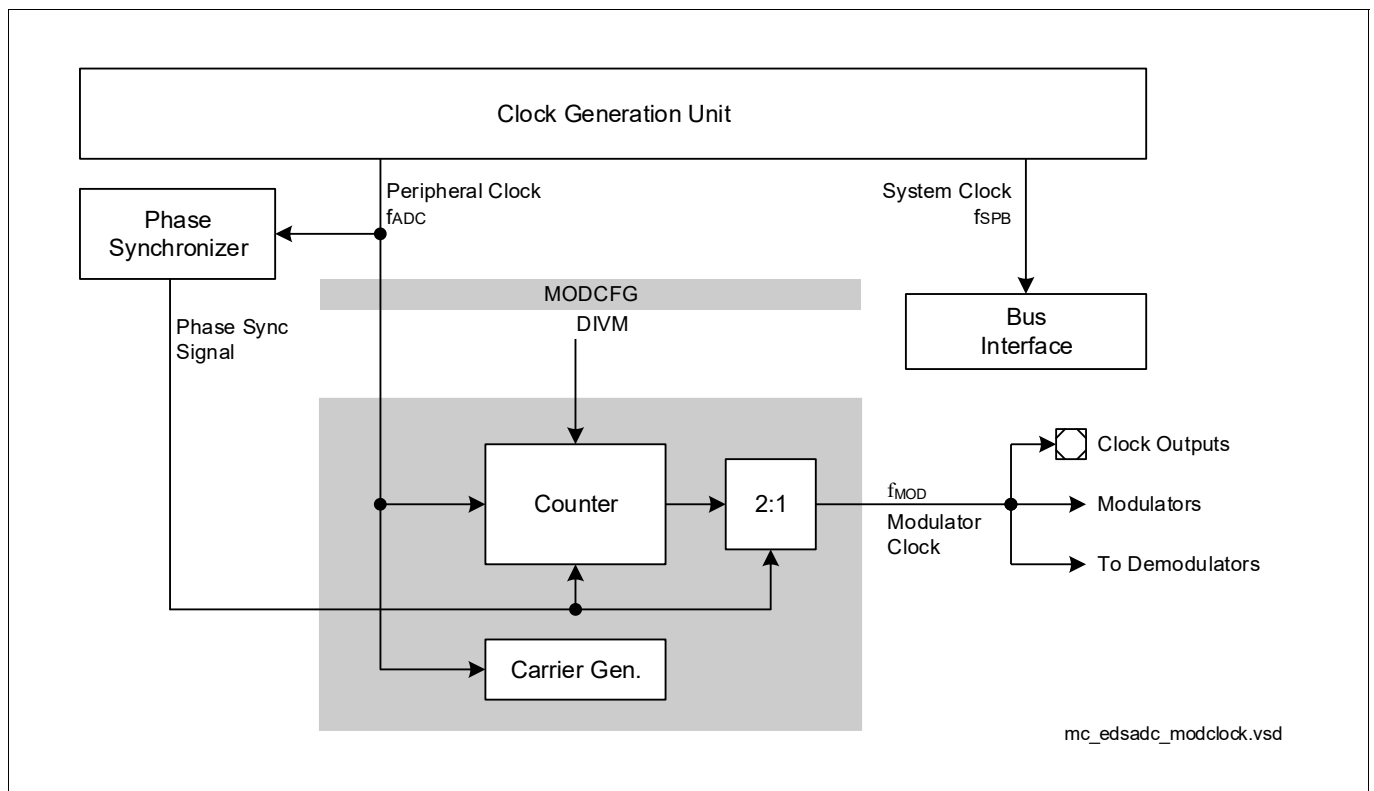 Clock Generation Unit
Peripheral Clock
fADC
System Clock
fSPB
Phase
Synchronizer
MODCFG
DIVM
Phase Sync
Signal
Bus
Interface
Counter
2:1
fMOD
Modulator
Clock
Clock Outputs
Modulators
To Demodulators
Carrier Gen.
mc_edsadc_modclock.vsd